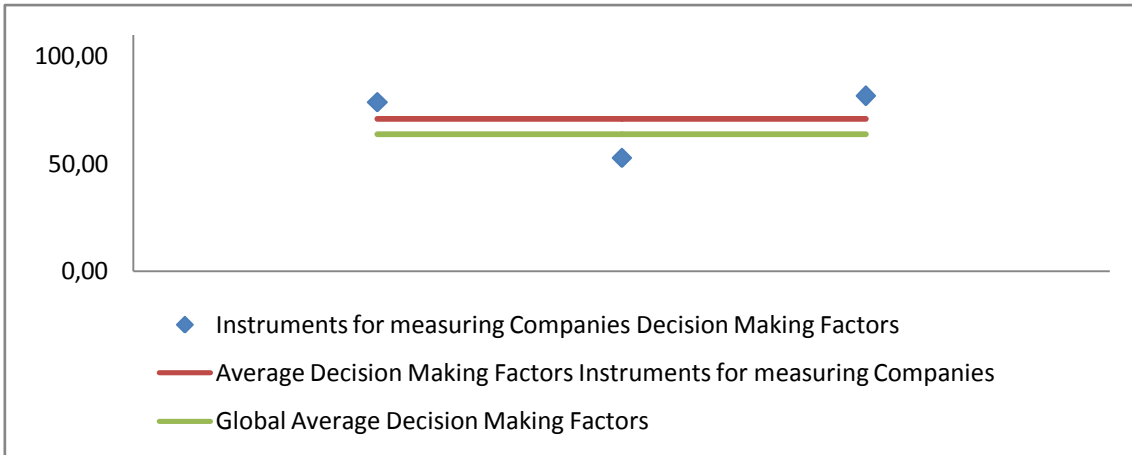 100,00
50,00
0,00
Instruments for measuring Companies Decision Making Factors
Average Decision Making Factors Instruments for measuring Companies
Global Average Decision Making Factors